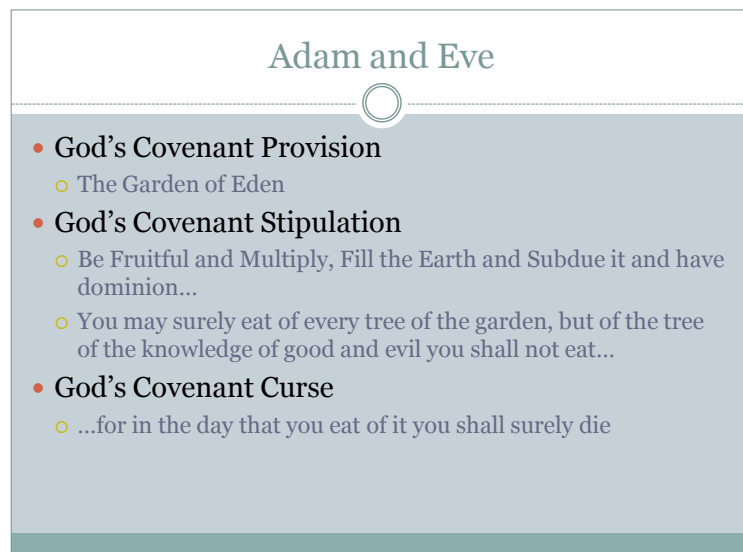 Adam and Eve
God’s Covenant Provision
The Garden of Eden
God’s Covenant Stipulation
Be Fruitful and Multiply, Fill the Earth and Subdue it and have
dominion…
You may surely eat of every tree of the garden, but of the tree
of the knowledge of good and evil you shall not eat…
God’s Covenant Curse
…for in the day that you eat of it you shall surely die